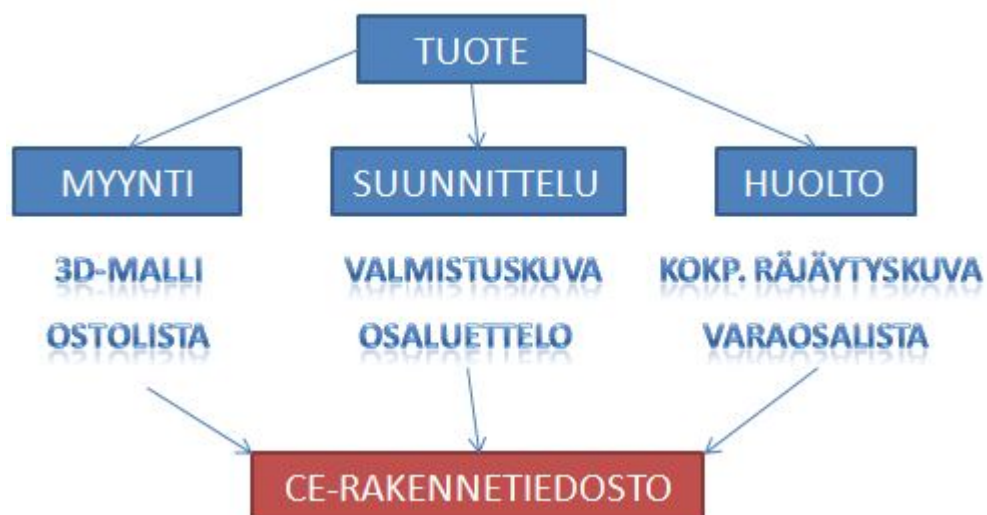 TUOTE
MYYNTI
SUUNNITTELU
HUOLTO
3D-MALLI
VALMISTUSKUVA
KOKP. RÄJÄYTYSKUVA
OSTOLISTA
OSALUETTELO
VARAOSALISTA
CE-RAKENNETIEDOSTO